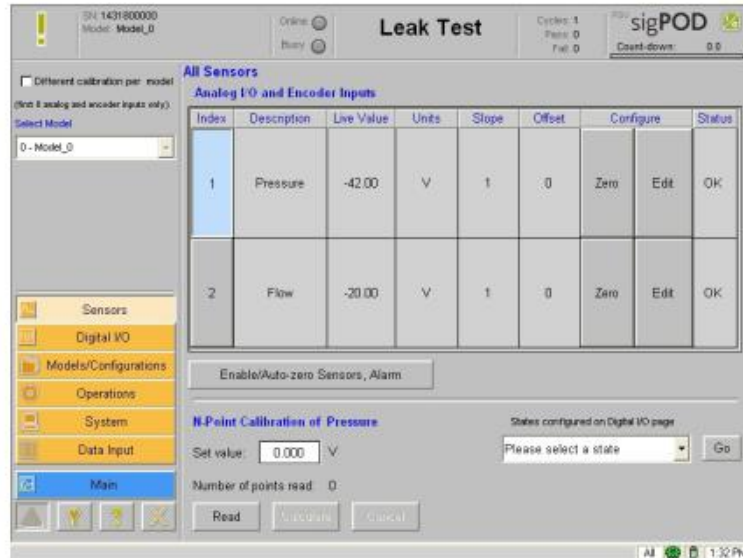 SN: 1431800000
Model: Model_0
Online
Busy
Leak Test
Cycles: 1
Pass: 0
Fail: 0
sigPOD
Count-down: 0.0
Different calibration per model
(first 8 analog and encoder inputs only)
Select Model
0 - Model_0
All Sensors
Analog I/O and Encoder Inputs
Index Description Live Value Units Slope Offset Configure Status
1 Pressure -42.00 V 1 0 Zero Edit OK
2 Flow -20.00 V 1 0 Zero Edit OK
Enable/Auto-zero Sensors, Alarm
Sensors
Digital I/O
Models/Configurations
Operations
System
Data Input
Main
N-Point Calibration of Pressure
Set value: 0.000 V
Number of points read: 0
Read Calculate Cancel
States configured on Digital I/O page
Please select a state
Go
All 1:32 PM